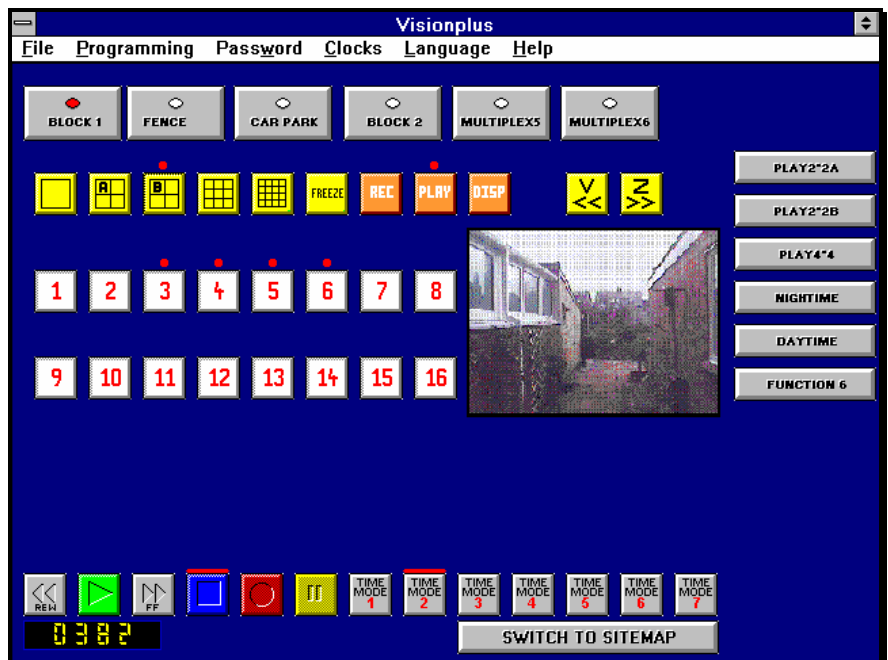 Visionplus
File Programming Password Clocks Language Help
BLOCK 1 FENCE CAR PARK BLOCK 2 MULTIPLEX5 MULTIPLEX6
A B FREEZE REC PLAY DISP V << Z >>
PLAY2*2A
PLAY2*2B
PLAY4*4
NIGHTIME
DAYTIME
FUNCTION 6
1 2 3 4 5 6 7 8
9 10 11 12 13 14 15 16
REW FF TIME MODE 1 TIME MODE 2 TIME MODE 3 TIME MODE 4 TIME MODE 5 TIME MODE 6 TIME MODE 7
0382 SWITCH TO SITEMAP